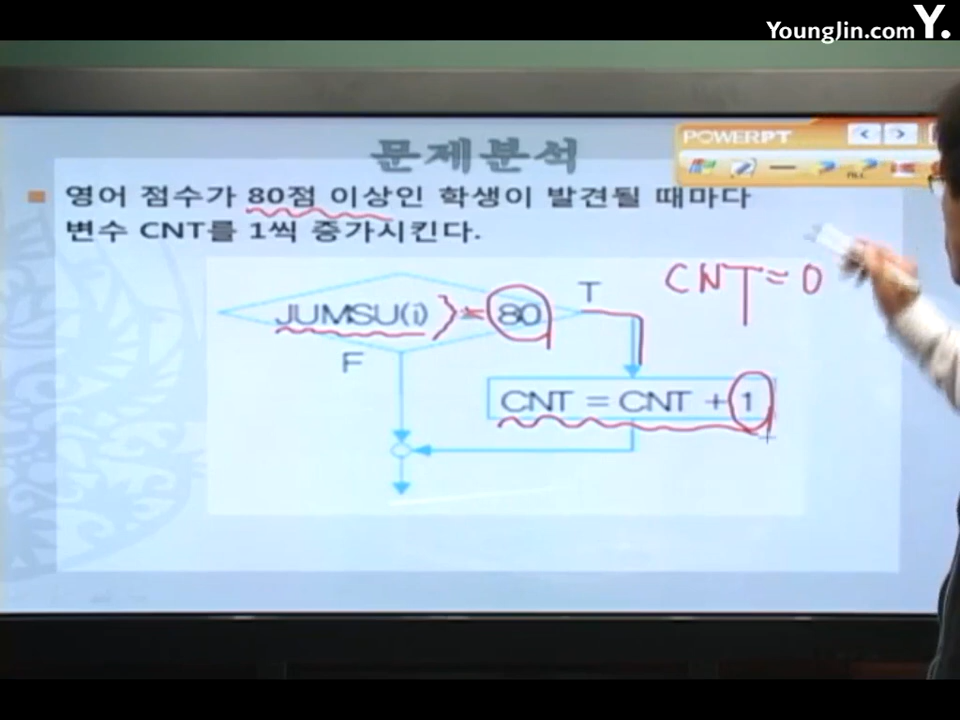 YoungJin.com Y.
문제분석
POWERPT
영어 점수가 80점 이상인 학생이 발견될 때마다
변수 CNT를 1씩 증가시킨다.
CNT=0
JUMSU(i) >= 80
T
F
CNT = CNT + 1